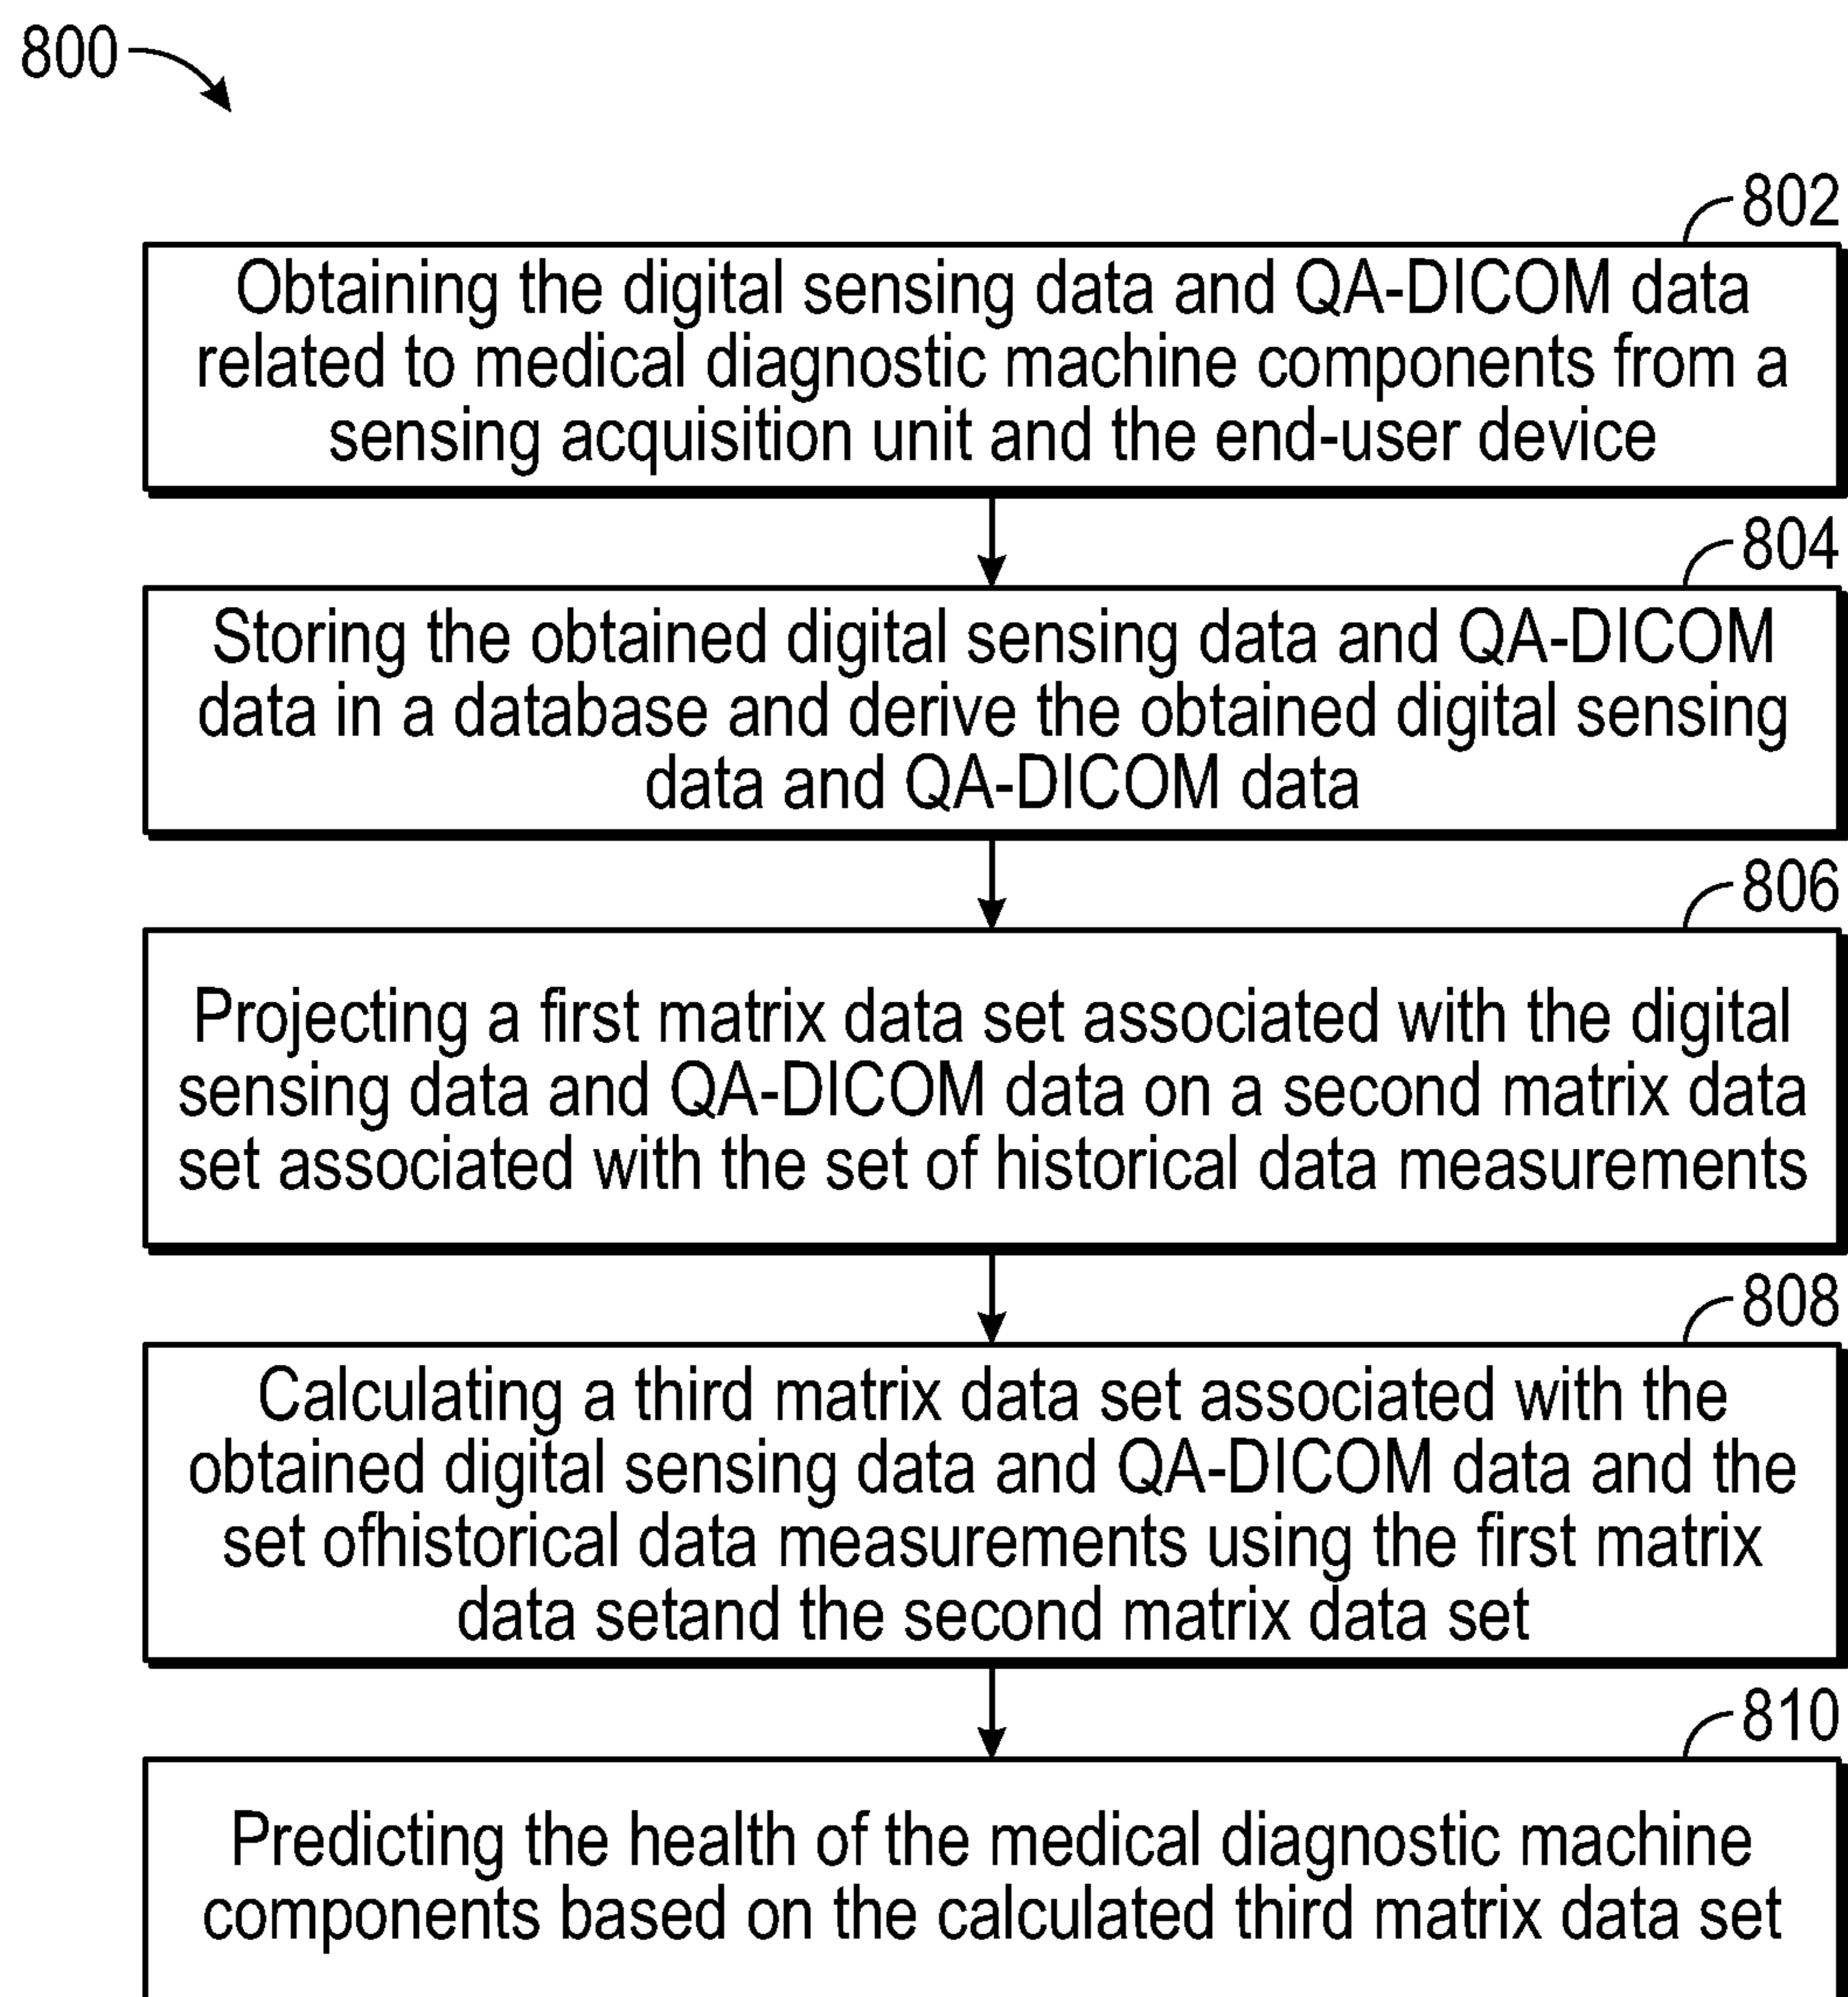 800
802
Obtaining the digital sensing data and QA-DICOM data
related to medical diagnostic machine components from a
sensing acquisition unit and the end-user device
804
Storing the obtained digital sensing data and QA-DICOM
data in a database and derive the obtained digital sensing
data and QA-DICOM data
806
Projecting a first matrix data set associated with the digital
sensing data and QA-DICOM data on a second matrix data
set associated with the set of historical data measurements
808
Calculating a third matrix data set associated with the
obtained digital sensing data and QA-DICOM data and the
set ofhistorical data measurements using the first matrix
data setand the second matrix data set
810
Predicting the health of the medical diagnostic machine
components based on the calculated third matrix data set